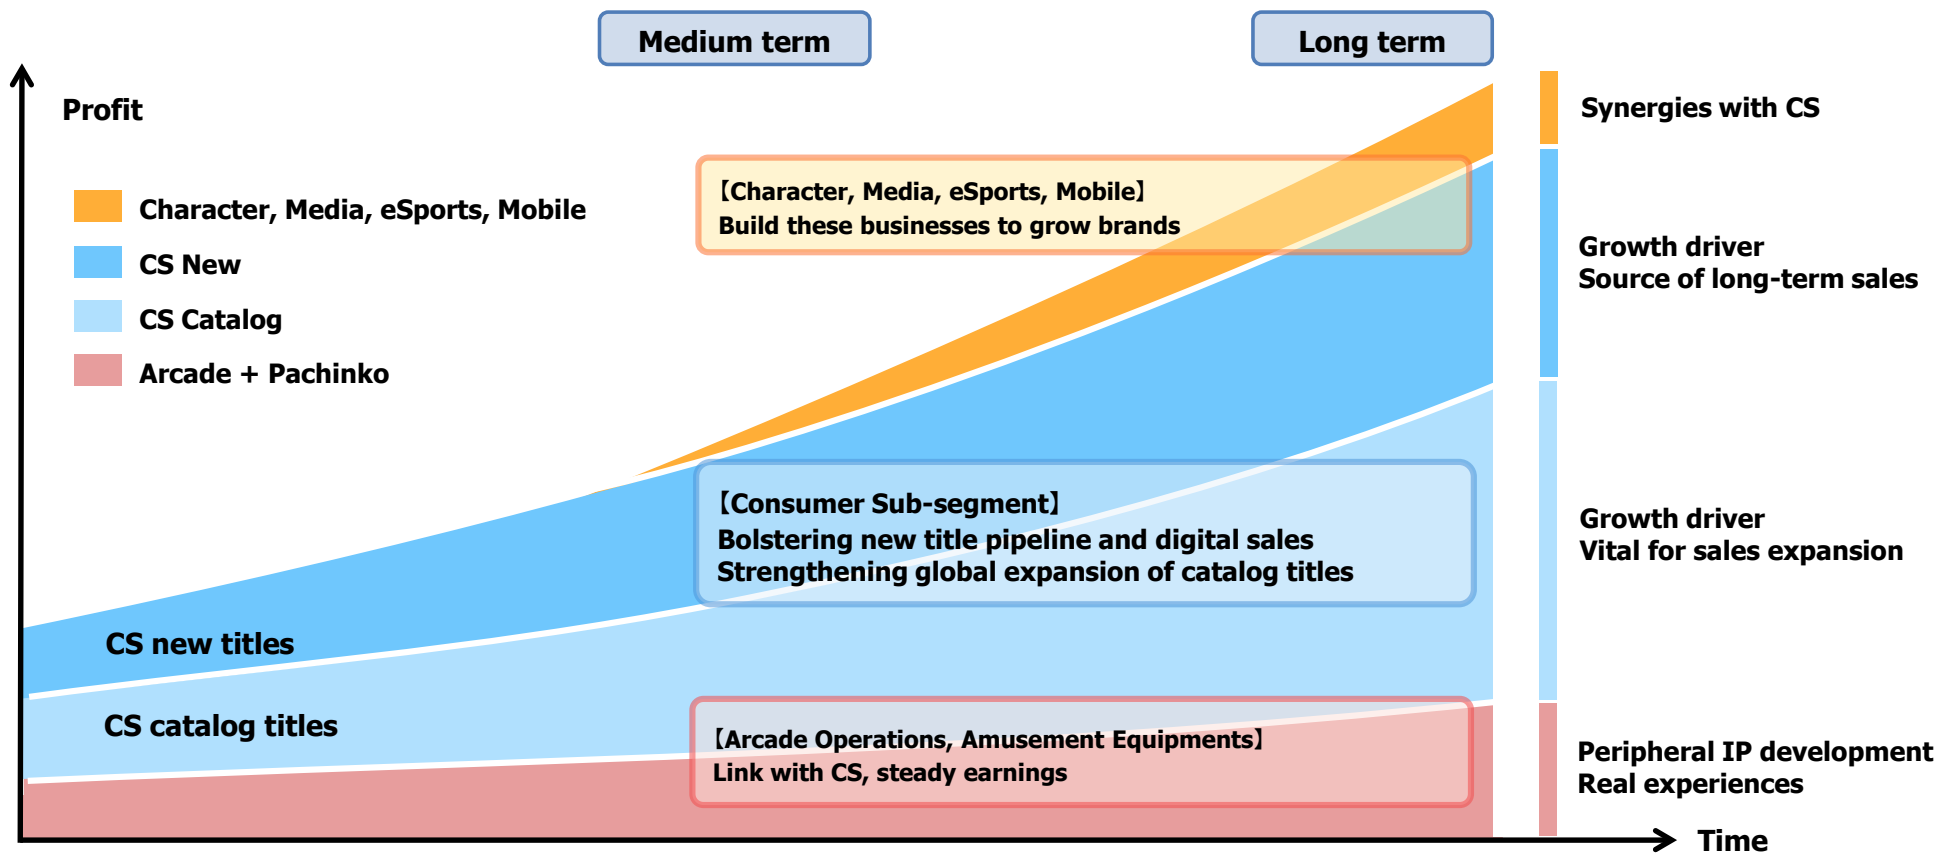 Medium term
Long term
Profit
Character, Media, eSports, Mobile
CS New
CS Catalog
Arcade + Pachinko
【Character, Media, eSports, Mobile】
Build these businesses to grow brands
【Consumer Sub-segment】
Bolstering new title pipeline and digital sales
Strengthening global expansion of catalog titles
CS new titles
CS catalog titles
【Arcade Operations, Amusement Equipments】
Link with CS, steady earnings
Synergies with CS
Growth driver
Source of long-term sales
Growth driver
Vital for sales expansion
Peripheral IP development
Real experiences
Time